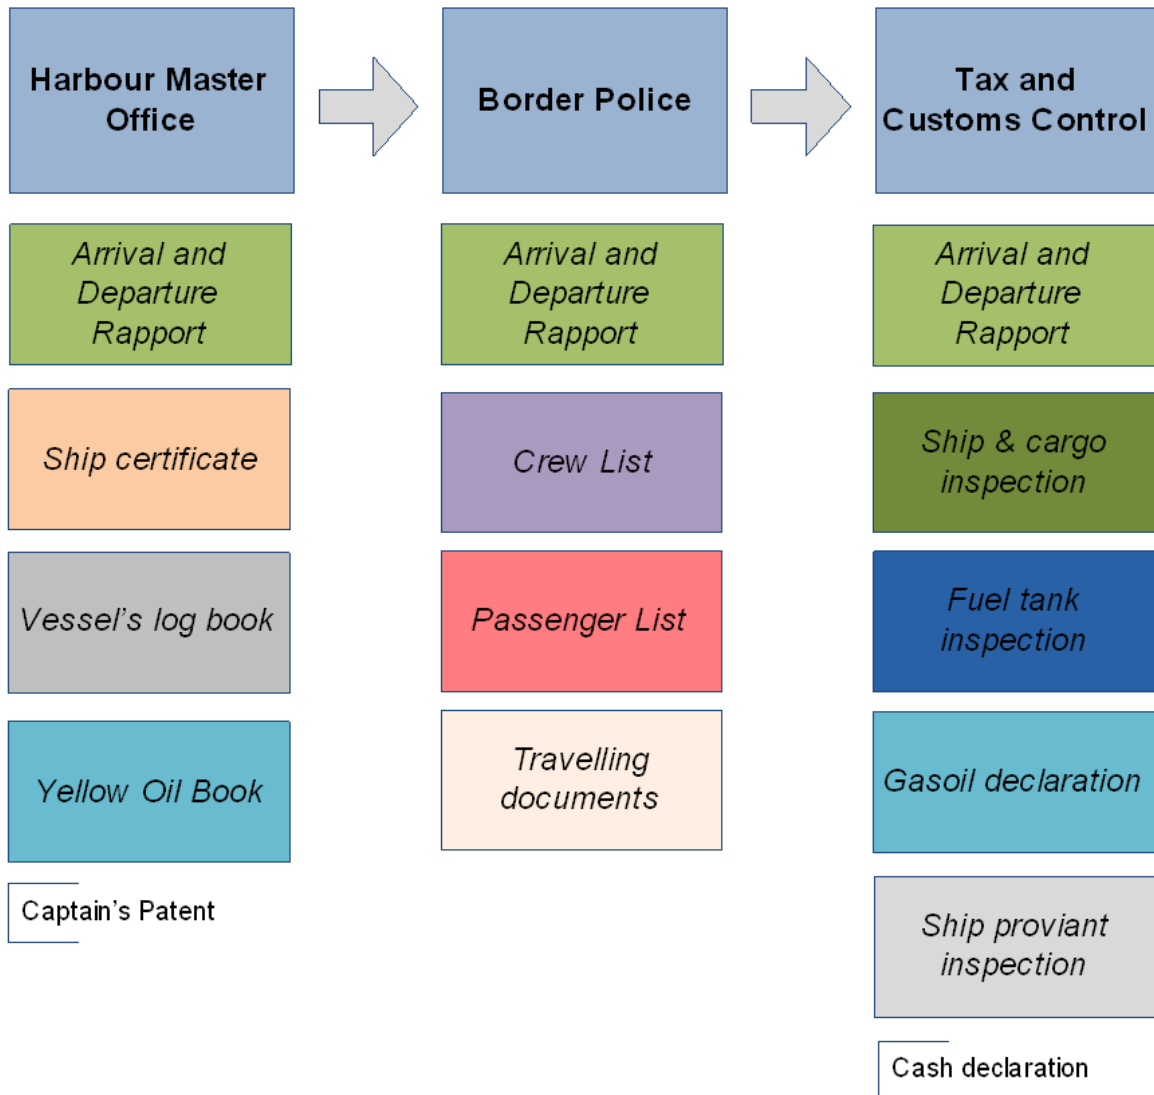 Harbour Master
Office
Border Police
Tax and
Customs Control
Arrival and
Departure
Rapport
Arrival and
Departure
Rapport
Arrival and
Departure
Rapport
Ship certificate
Crew List
Ship & cargo
inspection
Vessel's log book
Passenger List
Fuel tank
inspection
Yellow Oil Book
Travelling
documents
Gasoil declaration
Captain's Patent
Ship proviant
inspection
Cash declaration